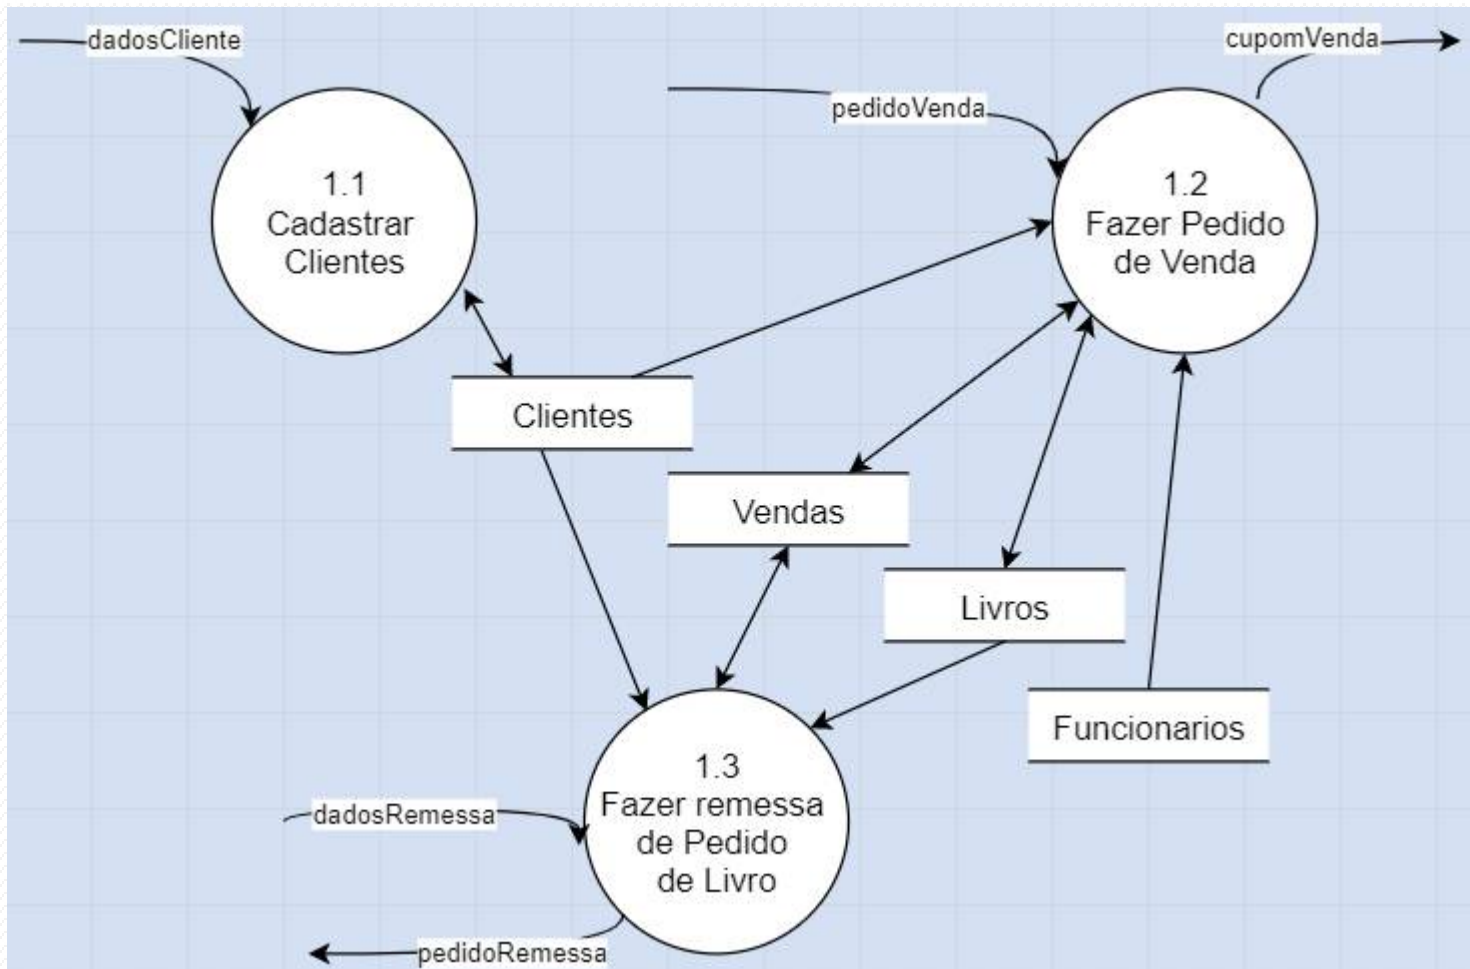 dadosCliente
cupomVenda
pedidoVenda
1.1
Cadastrar
Clientes
1.2
Fazer Pedido
de Venda
Clientes
Vendas
Livros
Funcionarios
1.3
Fazer remessa
de Pedido
de Livro
dadosRemessa
pedidoRemessa